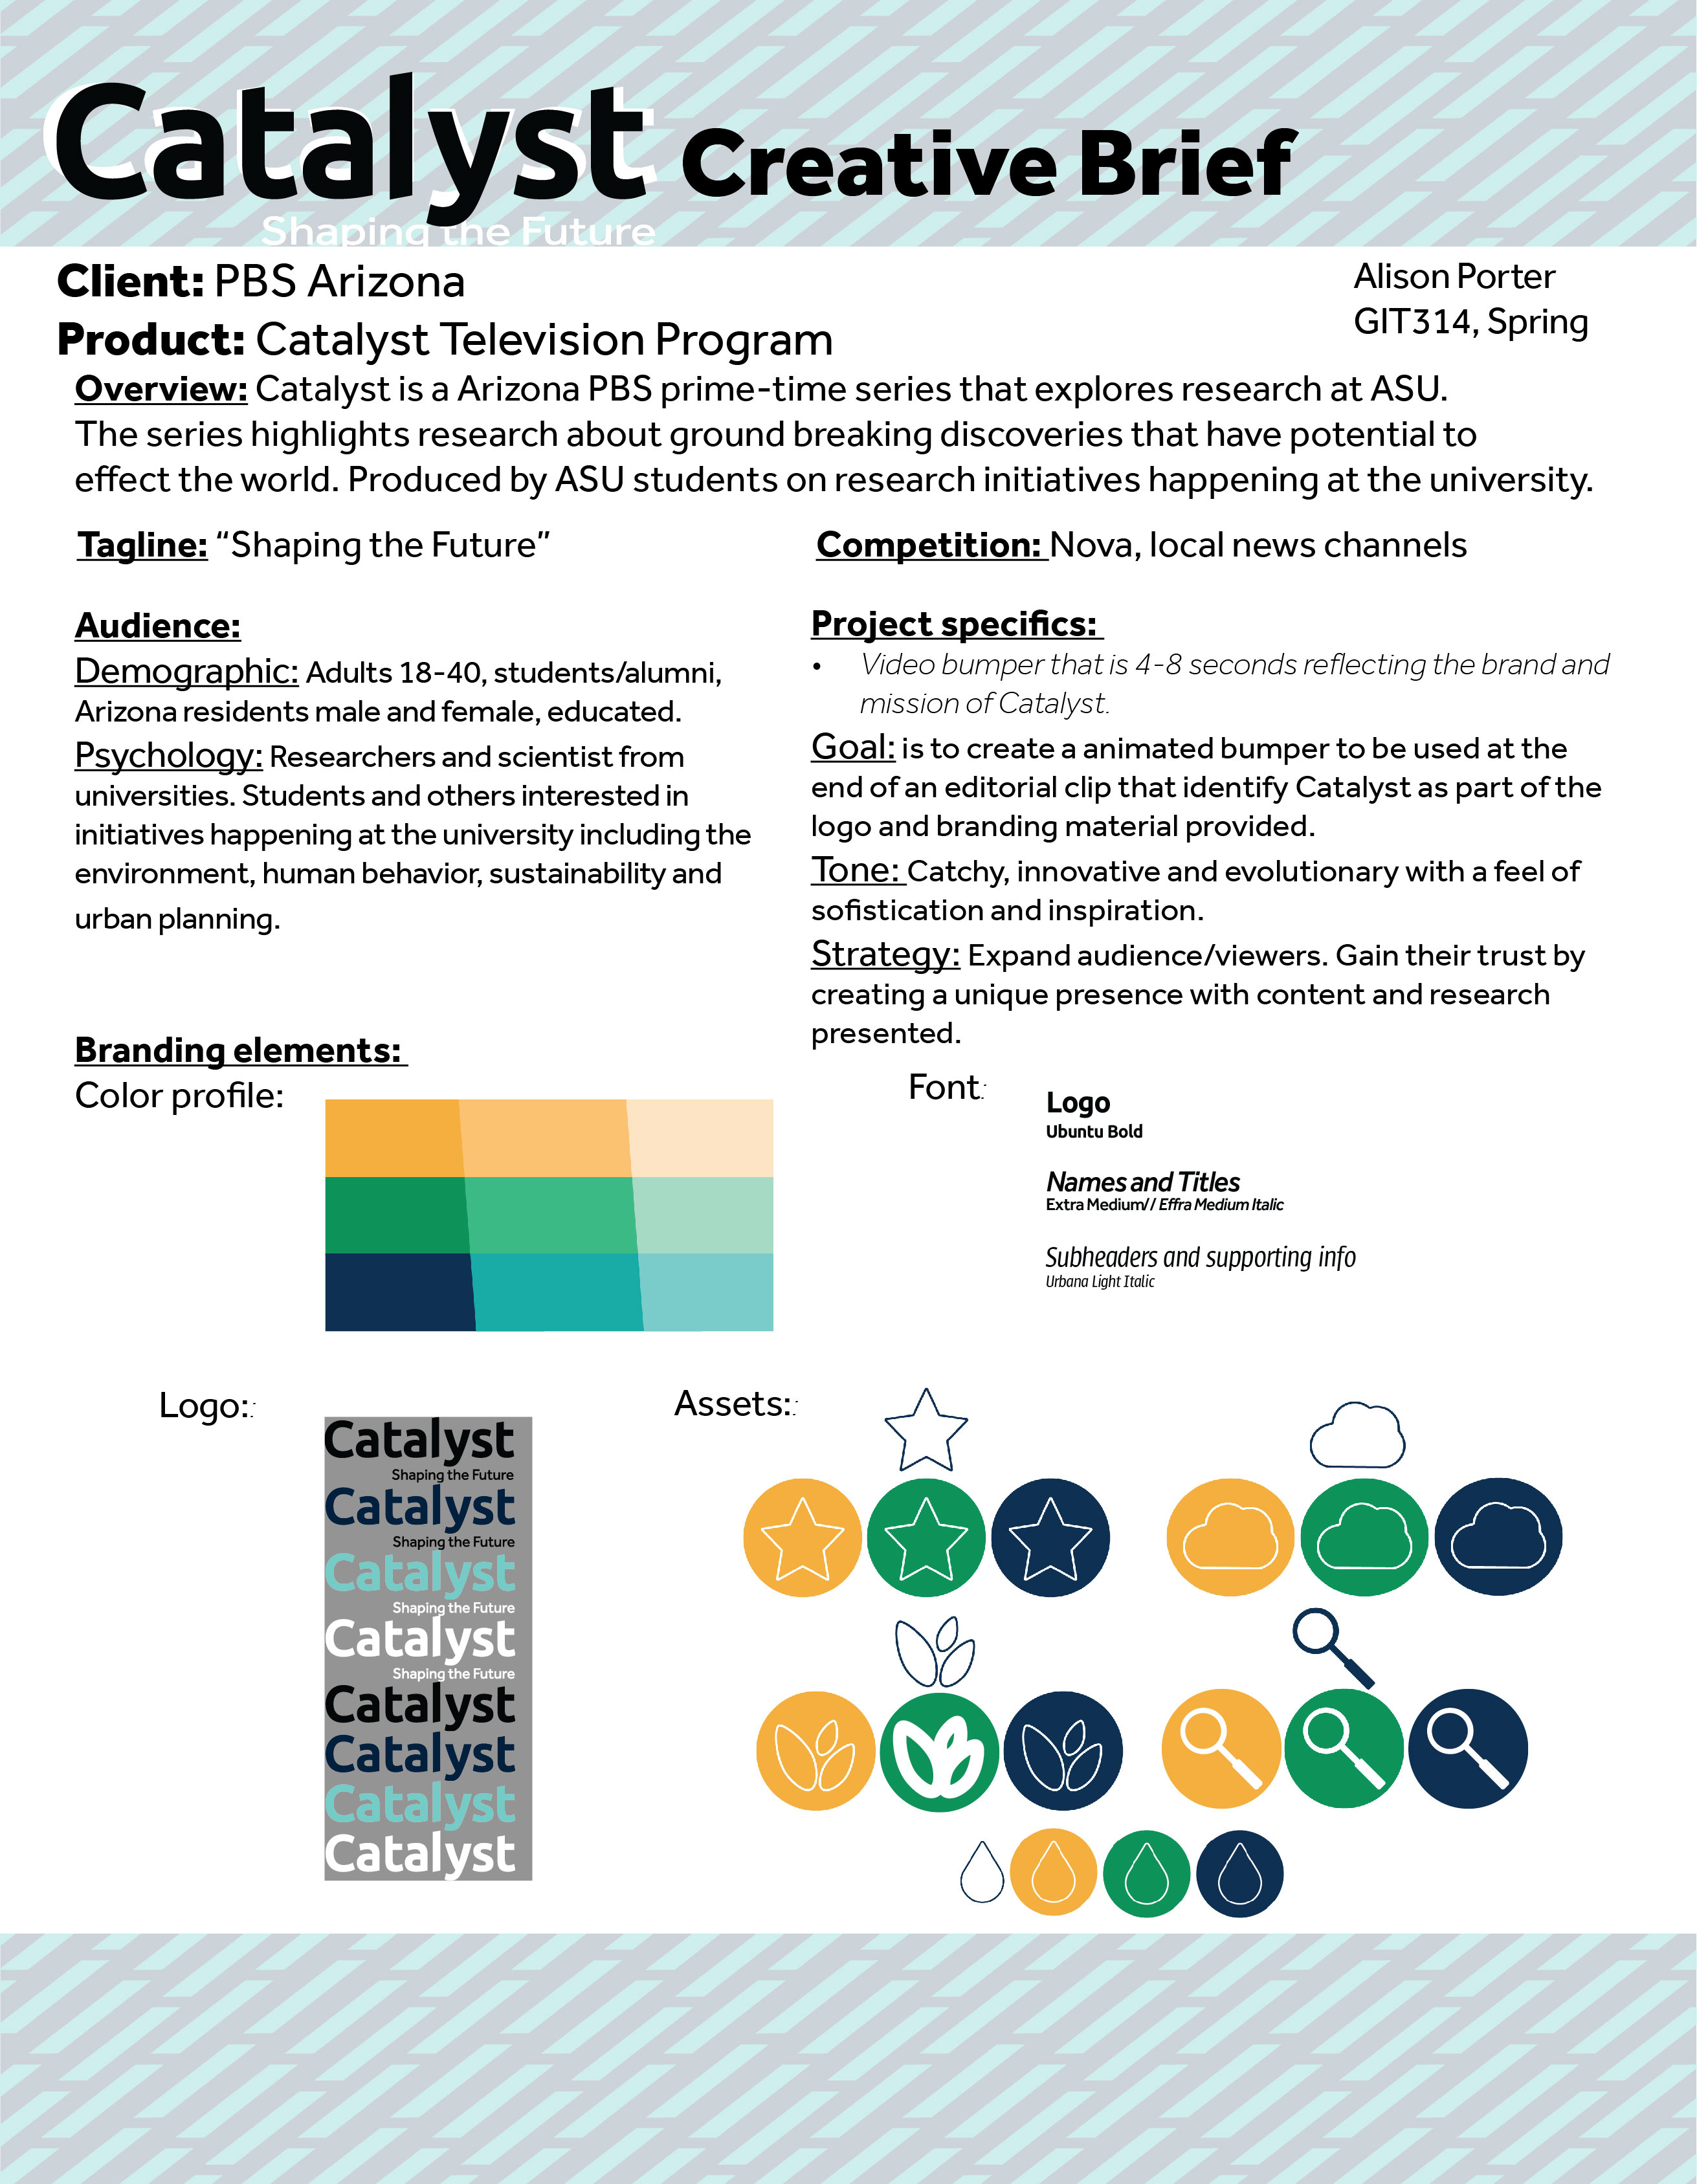 Catalyst Creative Brief
Shaping the Future
Client: PBS Arizona
Product: Catalyst Television Program
Alison Porter
GIT314, Spring
Overview: Catalyst is a Arizona PBS prime-time series that explores research at ASU.
The series highlights research about ground breaking discoveries that have potential to
effect the world. Produced by ASU students on research initiatives happening at the university.
Tagline: “Shaping the Future”
Competition: Nova, local news channels
Audience:
Demographic: Adults 18-40, students/alumni,
Arizona residents male and female, educated.
Psychology: Researchers and scientist from
universities. Students and others interested in
initiatives happening at the university including the
environment, human behavior, sustainability and
urban planning.
Project specifics:
• Video bumper that is 4-8 seconds reflecting the brand and
mission of Catalyst.
Goal: is to create a animated bumper to be used at the
end of an editorial clip that identify Catalyst as part of the
logo and branding material provided.
Tone: Catchy, innovative and evolutionary with a feel of
sofistication and inspiration.
Strategy: Expand audience/viewers. Gain their trust by
creating a unique presence with content and research
presented.
Branding elements:
Color profile:
Font:
Logo
Ubuntu Bold
Names and Titles
Extra Medium// Effra Medium Italic
Subheaders and supporting info
Urbana Light Italic
Logo::
Catalyst
Shaping the Future
Catalyst
Shaping the Future
Catalyst
Shaping the Future
Catalyst
Shaping the Future
Catalyst
Catalyst
Catalyst
Catalyst
Assets::